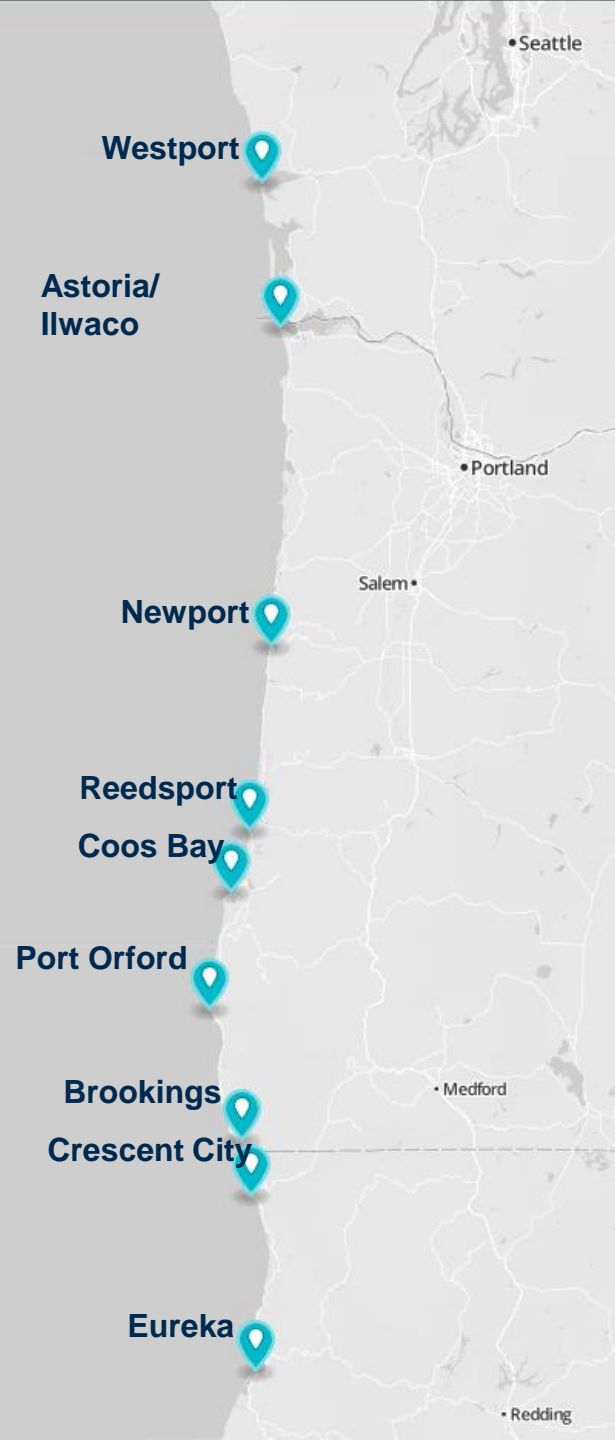 Seattle
Westport
Astoria/
Ilwaco
Portland
Salem
Newport
Reedsport
Coos Bay
Port Orford
Medford
Brookings
Crescent City
Eureka
Redding